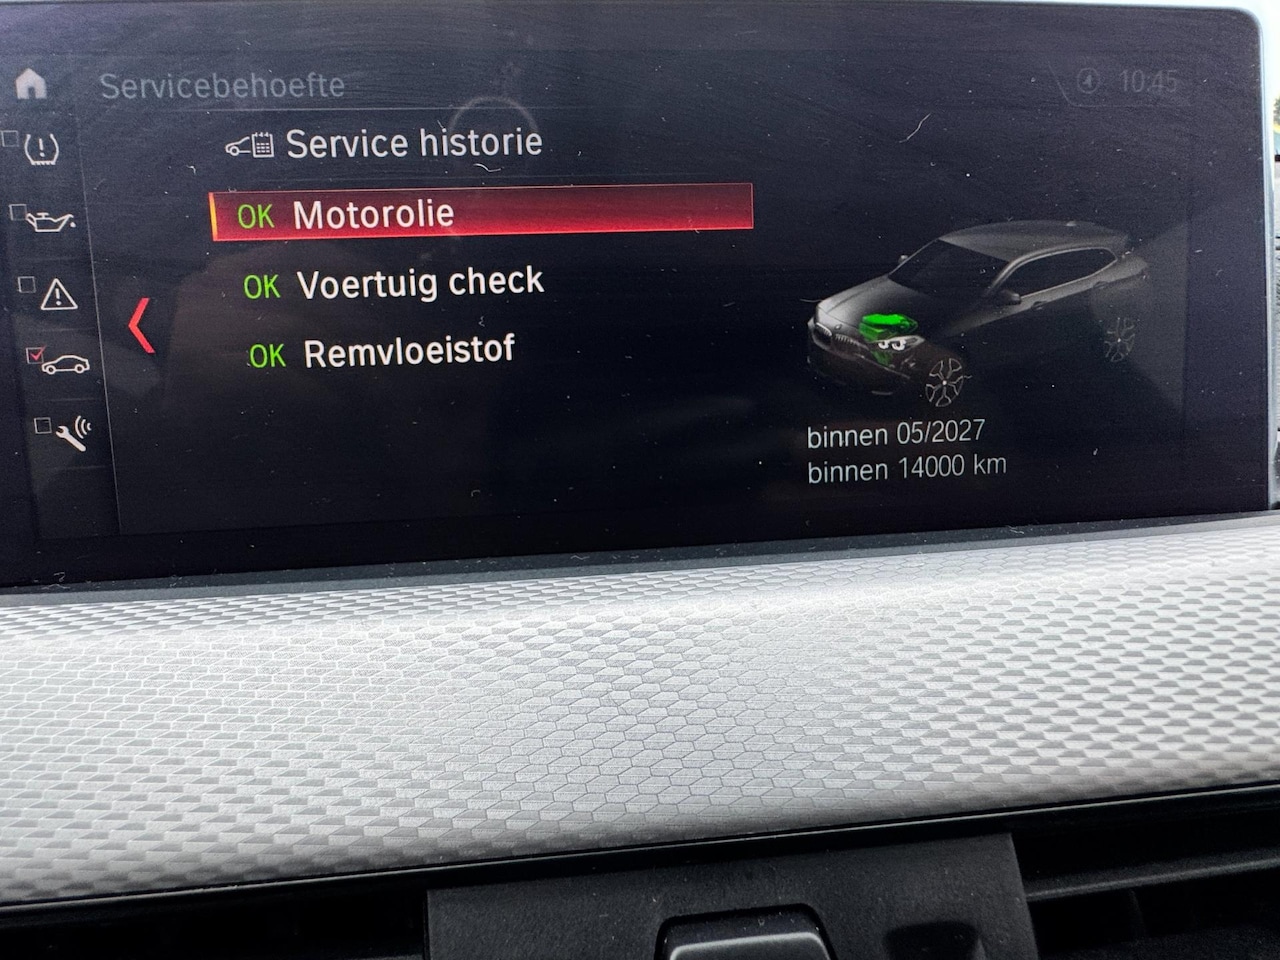 Servicebehoefte
10:45
Service historie
OK Motorolie
OK Voertuig check
OK Remvloeistof
binnen 05/2027
binnen 14000 km